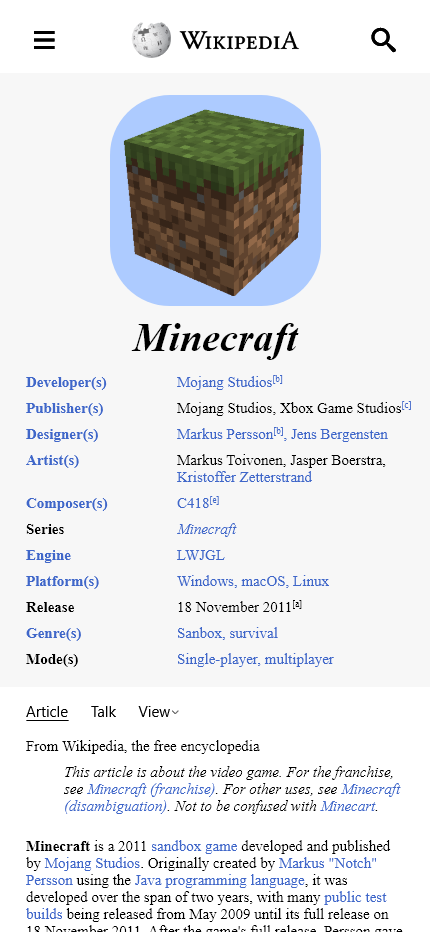 WIKIPEDIA
Minecraft
Developer(s) Mojang Studios[b]
Publisher(s) Mojang Studios, Xbox Game Studios[c]
Designer(s) Markus Persson[b], Jens Bergensten
Artist(s) Markus Toivonen, Jasper Boerstra,
Kristoffer Zetterstrand
Composer(s) C418[e]
Series Minecraft
Engine LWJGL
Platform(s) Windows, macOS, Linux
Release 18 November 2011[a]
Genre(s) Sanbox, survival
Mode(s) Single-player, multiplayer
Article Talk View
From Wikipedia, the free encyclopedia
This article is about the video game. For the franchise,
see Minecraft (franchise). For other uses, see Minecraft
(disambiguation). Not to be confused with Minecart.
Minecraft is a 2011 sandbox game developed and published
by Mojang Studios. Originally created by Markus "Notch"
Persson using the Java programming language, it was
developed over the span of two years, with many public test
builds being released from May 2009 until its full release on
18 November 2011. After the game's full release, Persson gave